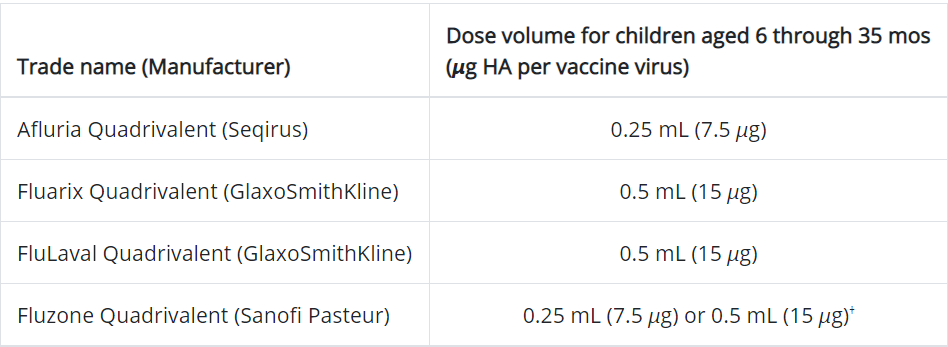 Trade name (Manufacturer)
Dose volume for children aged 6 through 35 mos
(μg HA per vaccine virus)
Afluria Quadrivalent (Seqirus)
0.25 mL (7.5 μg)
Fluarix Quadrivalent (GlaxoSmithKline)
0.5 mL (15 μg)
FluLaval Quadrivalent (GlaxoSmithKline)
0.5 mL (15 μg)
Fluzone Quadrivalent (Sanofi Pasteur)
0.25 mL (7.5 μg) or 0.5 mL (15 μg)†